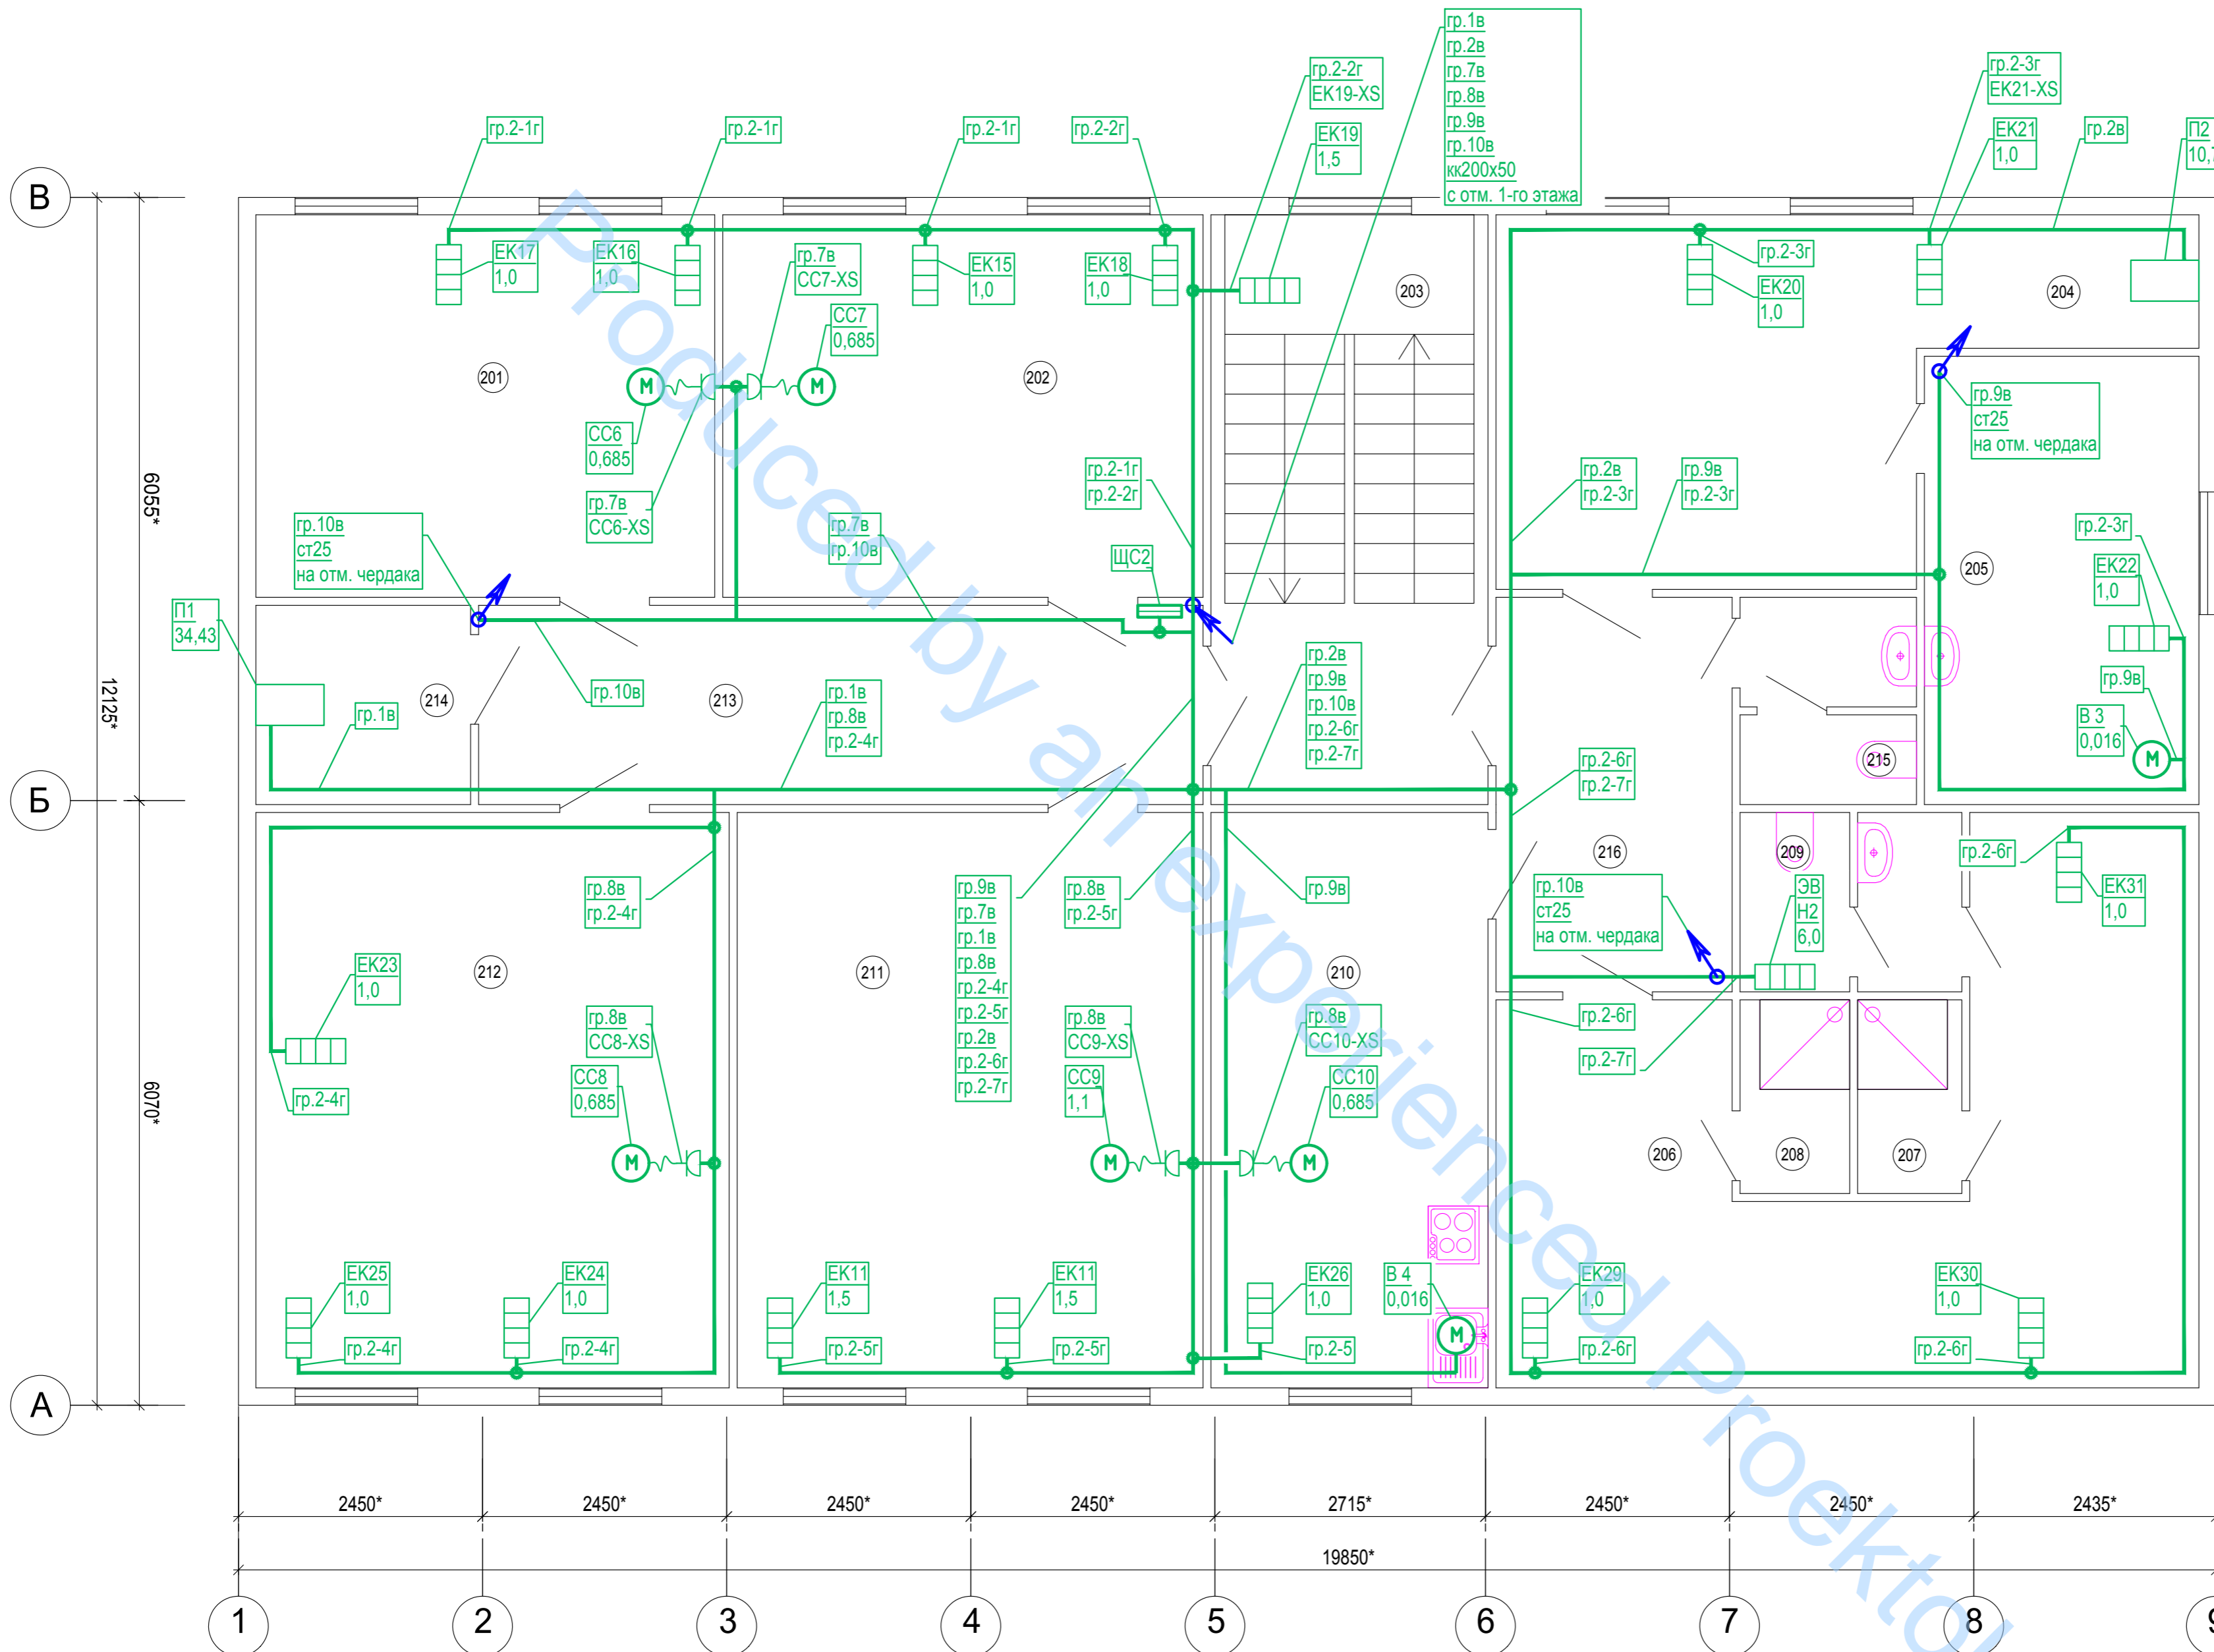 гр.1в
гр.2в
гр.7в
гр.8в
гр.9в
гр.10в
кк200х50
с отм. 1-го этажа
гр.2-2г
ЕК19-XS
ЕК19
1,5
гр.2-3г
ЕК21-XS
ЕК21
1,0
гр.2в
П2
гр.2-1г
гр.2-1г
гр.2-1г
гр.2-2г
В
ЕК17
1,0
ЕК16
1,0
гр.7в
СС7-XS
ЕК15
1,0
ЕК18
1,0
203
гр.2-3г
ЕК20
1,0
204
СС7
0,685
201
М
М
202
СС6
0,685
гр.7в
СС6-XS
гр.9в
ст25
на отм. чердака
гр.2-1г
гр.2-2г
гр.2в
гр.2-3г
гр.9в
гр.2-3г
6055*
гр.10в
ст25
на отм. чердака
гр.7в
гр.10в
ЩС2
гр.2-3г
ЕК22
1,0
205
П1
34,43
12125*
214
гр.1в
гр.10в
213
гр.1в
гр.8в
гр.2-4г
гр.2в
гр.9в
гр.10в
гр.2-6г
гр.2-7г
гр.9в
В 3
0,016
М
гр.2-6г
гр.2-7г
215
Б
216
209
гр.2-6г
гр.8в
гр.2-4г
гр.9в
гр.7в
гр.1в
гр.8в
гр.2-4г
гр.2-5г
гр.2в
гр.2-6г
гр.2-7г
гр.8в
гр.2-5г
гр.9в
гр.10в
ст25
на отм. чердака
ЭВ
Н2
6,0
ЕК31
1,0
ЕК23
1,0
212
211
210
гр.8в
СС8-XS
гр.8в
СС9-XS
гр.8в
СС10-XS
гр.2-6г
гр.2-7г
6070*
гр.2-4г
СС8
0,685
СС9
1,1
СС10
0,685
М
М
М
206
208
207
ЕК25
1,0
ЕК24
1,0
ЕК11
1,5
ЕК11
1,5
ЕК26
1,0
В 4
0,016
ЕК29
1,0
ЕК30
1,0
М
гр.2-4г
гр.2-4г
гр.2-5г
гр.2-5г
гр.2-5
гр.2-6г
гр.2-6г
А
2450*
2450*
2450*
2450*
2715*
2450*
2450*
2435*
19850*
1
2
3
4
5
6
7
8
Produced by an experienced Proektol